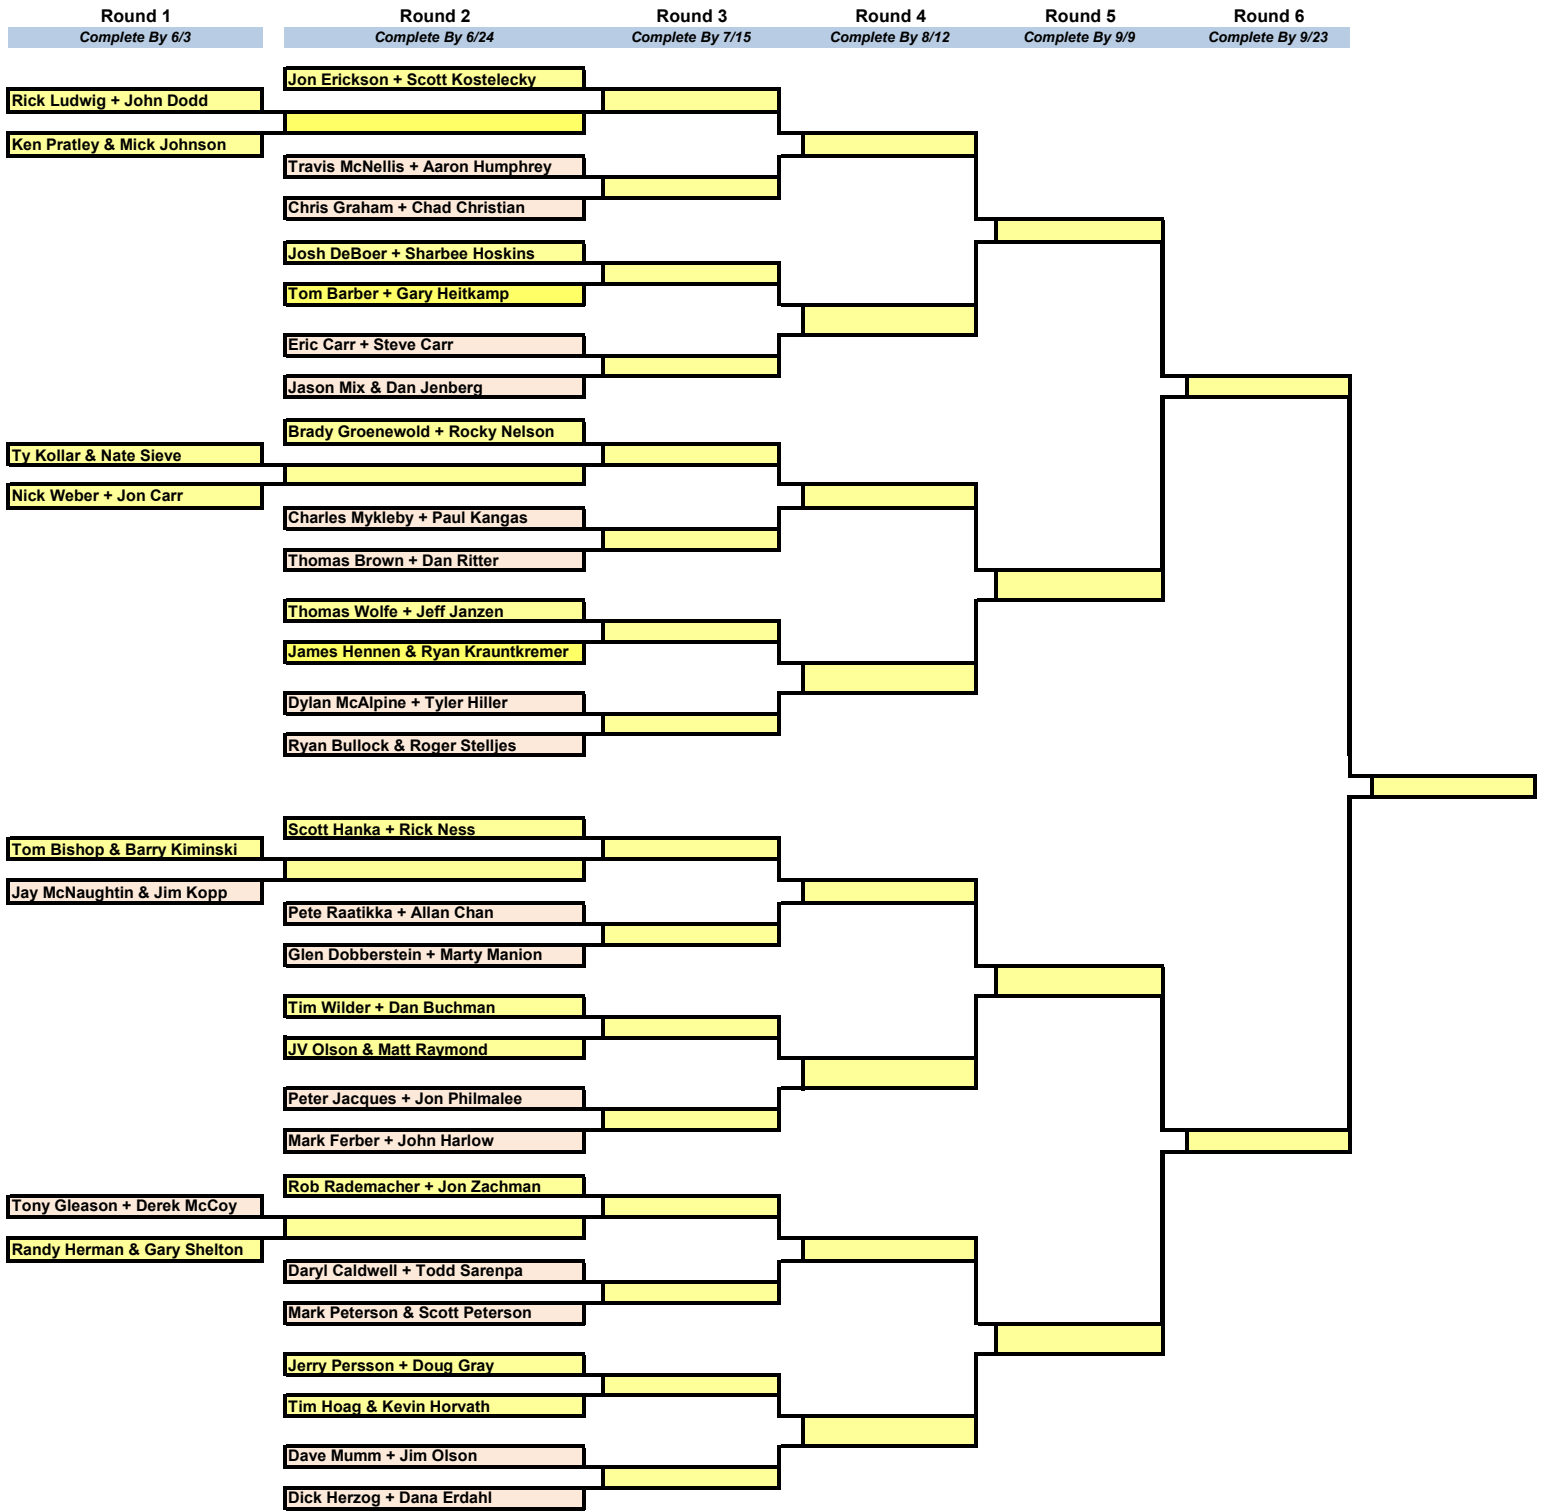 Round 1
Round 2
Round 3
Round 4
Round 5
Round 6
Complete By 6/3
Complete By 6/24
Complete By 7/15
Complete By 8/12
Complete By 9/9
Complete By 9/23
Jon Erickson + Scott Kostelecky
Rick Ludwig + John Dodd
Ken Pratley & Mick Johnson
Travis McNellis + Aaron Humphrey
Chris Graham + Chad Christian
Josh DeBoer + Sharbee Hoskins
Tom Barber + Gary Heitkamp
Eric Carr + Steve Carr
Jason Mix & Dan Jenberg
Brady Groenewold + Rocky Nelson
Ty Kollar & Nate Sieve
Nick Weber + Jon Carr
Charles Mykleby + Paul Kangas
Thomas Brown + Dan Ritter
Thomas Wolfe + Jeff Janzen
James Hennen & Ryan Krauntkremer
Dylan McAlpine + Tyler Hiller
Ryan Bullock & Roger Stelljes
Scott Hanka + Rick Ness
Tom Bishop & Barry Kiminski
Jay McNaughtin & Jim Kopp
Pete Raatikka + Allan Chan
Glen Dobberstein + Marty Manion
Tim Wilder + Dan Buchman
JV Olson & Matt Raymond
Peter Jacques + Jon Philmalee
Mark Ferber + John Harlow
Rob Rademacher + Jon Zachman
Tony Gleason + Derek McCoy
Randy Herman & Gary Shelton
Daryl Caldwell + Todd Sarenpa
Mark Peterson & Scott Peterson
Jerry Persson + Doug Gray
Tim Hoag & Kevin Horvath
Dave Mumm + Jim Olson
Dick Herzog + Dana Erdahl